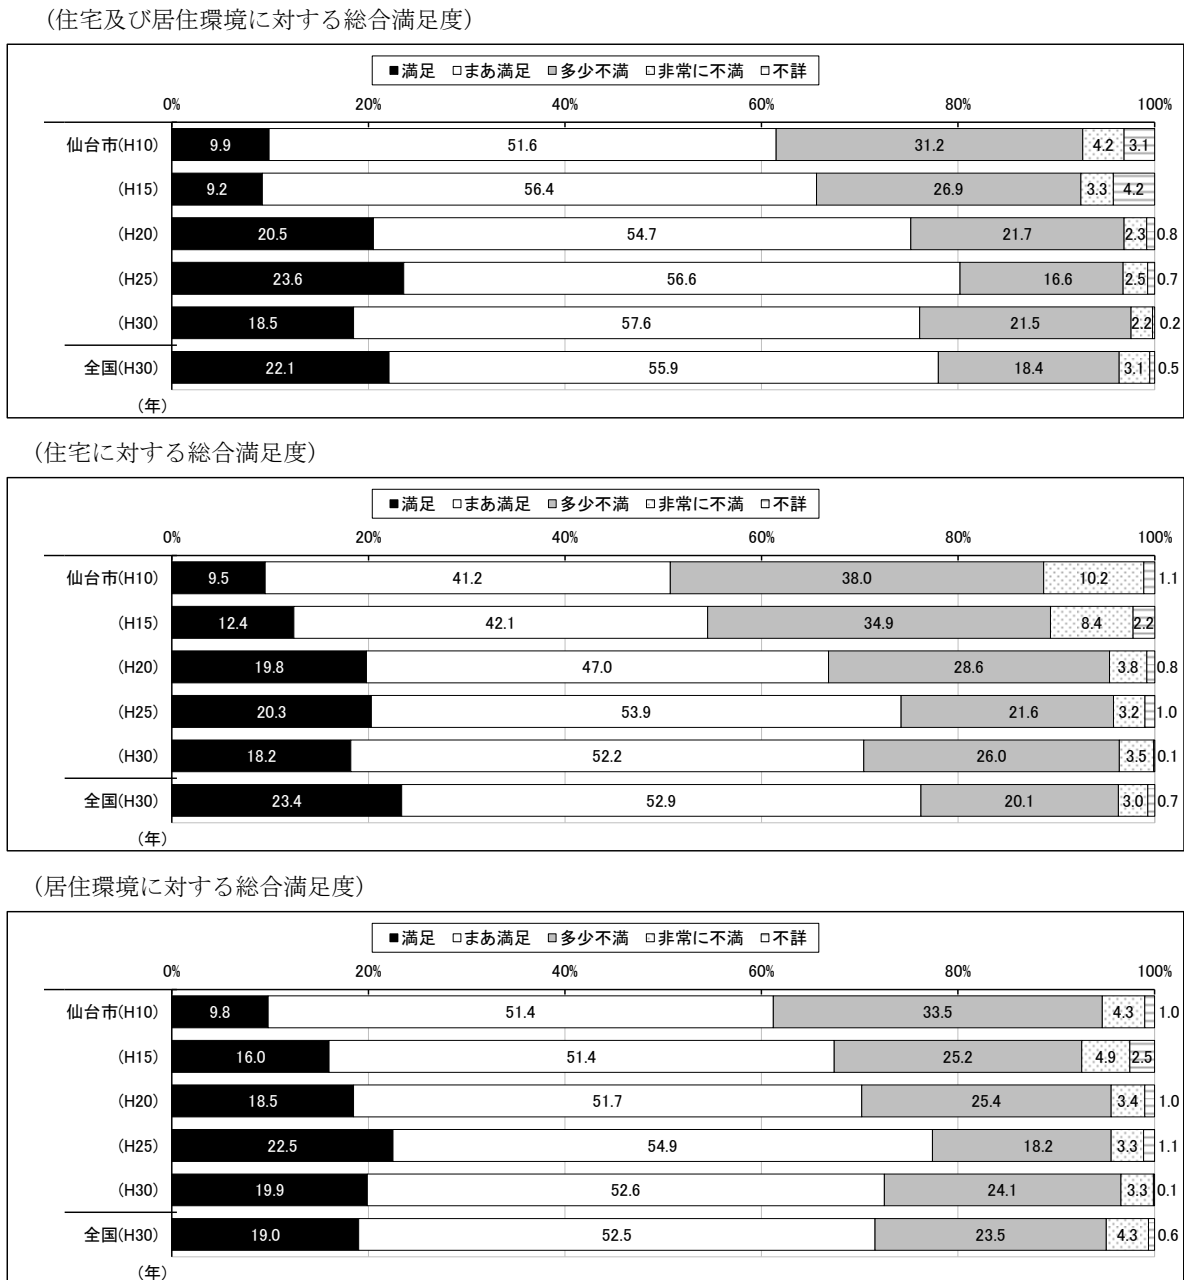 （住宅及び居住環境に対する総合満足度）
■満足 □まあ満足 ■多少不満 □非常に不満 □不詳
0% 20% 40% 60% 80% 100%
仙台市(H10) 9.9 51.6 31.2 4.2 3.1
(H15) 9.2 56.4 26.9 3.3 4.2
(H20) 20.5 54.7 21.7 2.3 0.8
(H25) 23.6 56.6 16.6 2.5 0.7
(H30) 18.5 57.6 21.5 2.2 0.2
全国(H30) 22.1 55.9 18.4 3.1 0.5
（年）
（住宅に対する総合満足度）
■満足 □まあ満足 ■多少不満 □非常に不満 □不詳
0% 20% 40% 60% 80% 100%
仙台市(H10) 9.5 41.2 38.0 10.2 1.1
(H15) 12.4 42.1 34.9 8.4 2.2
(H20) 19.8 47.0 28.6 3.8 0.8
(H25) 20.3 53.9 21.6 3.2 1.0
(H30) 18.2 52.2 26.0 3.5 0.1
全国(H30) 23.4 52.9 20.1 3.0 0.7
（年）
（居住環境に対する総合満足度）
■満足 □まあ満足 ■多少不満 □非常に不満 □不詳
0% 20% 40% 60% 80% 100%
仙台市(H10) 9.8 51.4 33.5 4.3 1.0
(H15) 16.0 51.4 25.2 4.9 2.5
(H20) 18.5 51.7 25.4 3.4 1.0
(H25) 22.5 54.9 18.2 3.3 1.1
(H30) 19.9 52.6 24.1 3.3 0.1
全国(H30) 19.0 52.5 23.5 4.3 0.6
（年）